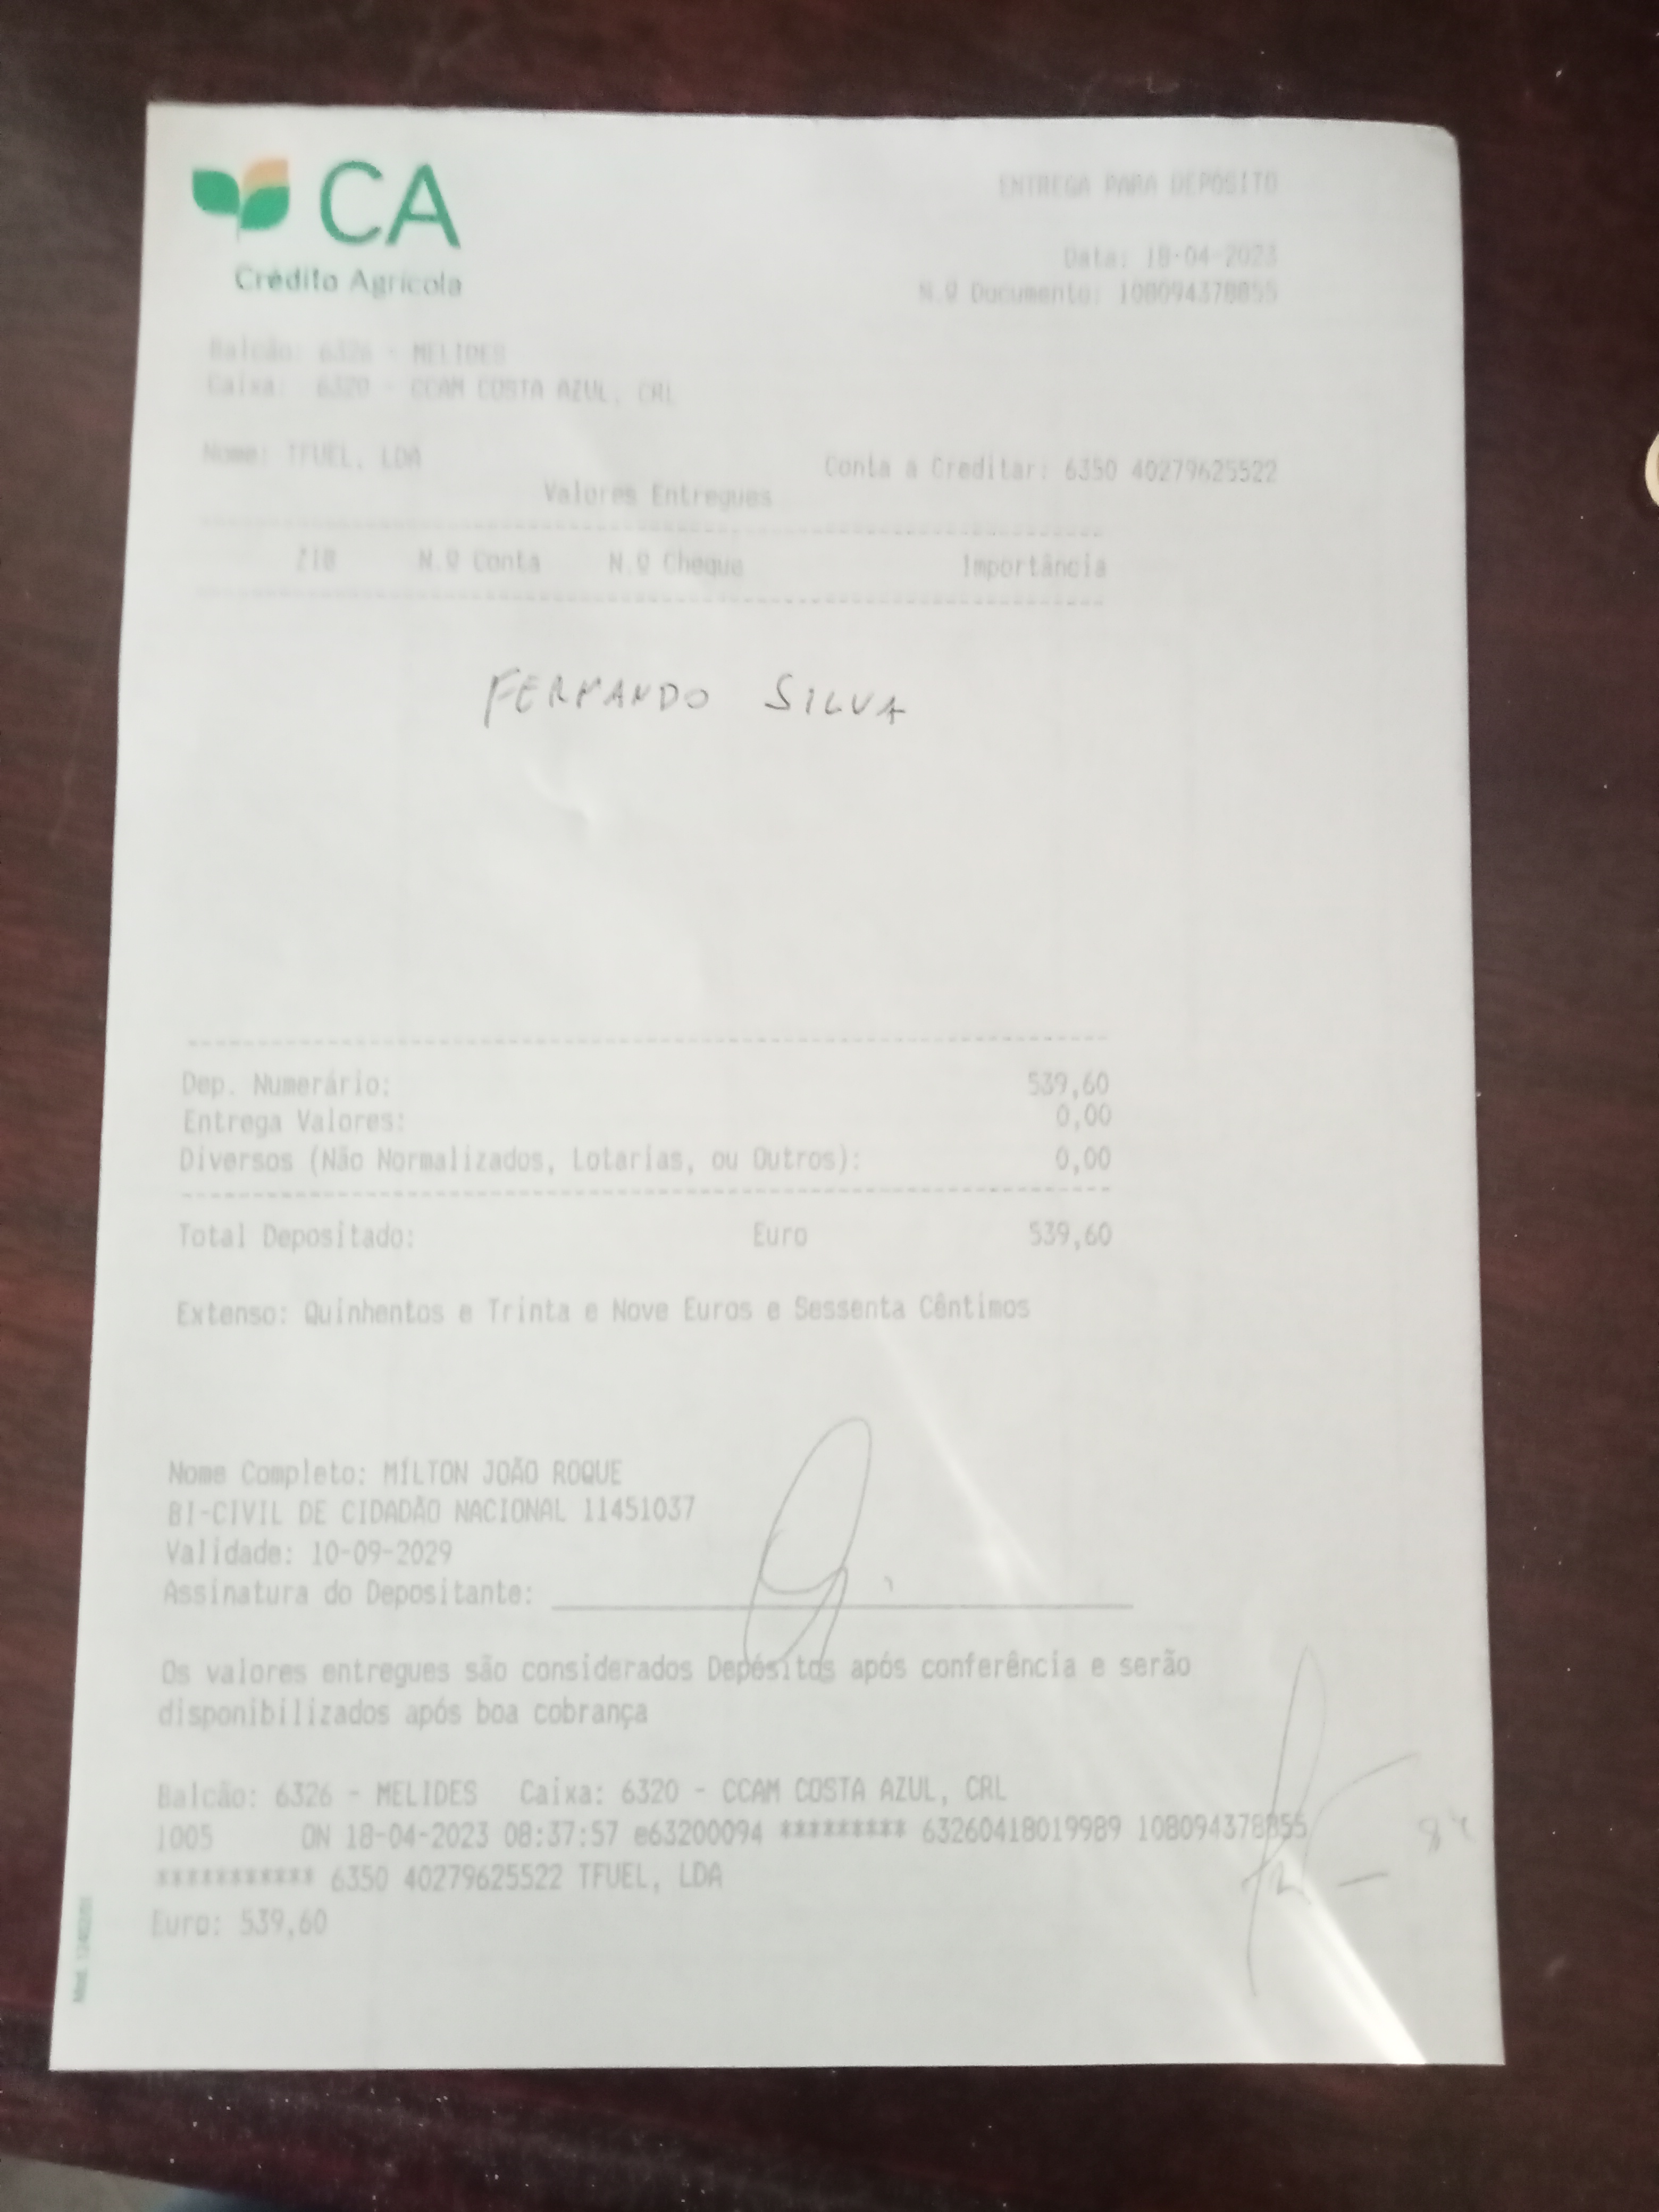 CA
Crédito Agrícola
ENTREGA PARA DEPÓSITO
Data: 18-04-2023
N.º Documento: 108094378855
Balcão: 6326 - MELIDES
Caixa: 6320 - CCAM COSTA AZUL, CRL
Nome: TFUEL, LDA
Conta a Creditar: 6350 40279625522
Valores Entregues
ZIB N.º Conta N.º Cheque Importância
FERNANDO SILVA
Dep. Numerário: 539,60
Entrega Valores: 0,00
Diversos (Não Normalizados, Lotarias, ou Outros): 0,00
Total Depositado: Euro 539,60
Extenso: Quinhentos e Trinta e Nove Euros e Sessenta Cêntimos
Nome Completo: MÍLTON JOÃO ROQUE
BI-CIVIL DE CIDADÃO NACIONAL 11451037
Validade: 10-09-2029
Assinatura do Depositante:
Os valores entregues são considerados Depósitos após conferência e serão
disponibilizados após boa cobrança
Balcão: 6326 - MELIDES Caixa: 6320 - CCAM COSTA AZUL, CRL
1005 ON 18-04-2023 08:37:57 e63200094 ********* 63260418019989 108094378855
*********** 6350 40279625522 TFUEL, LDA
Euro: 539,60
Mod.